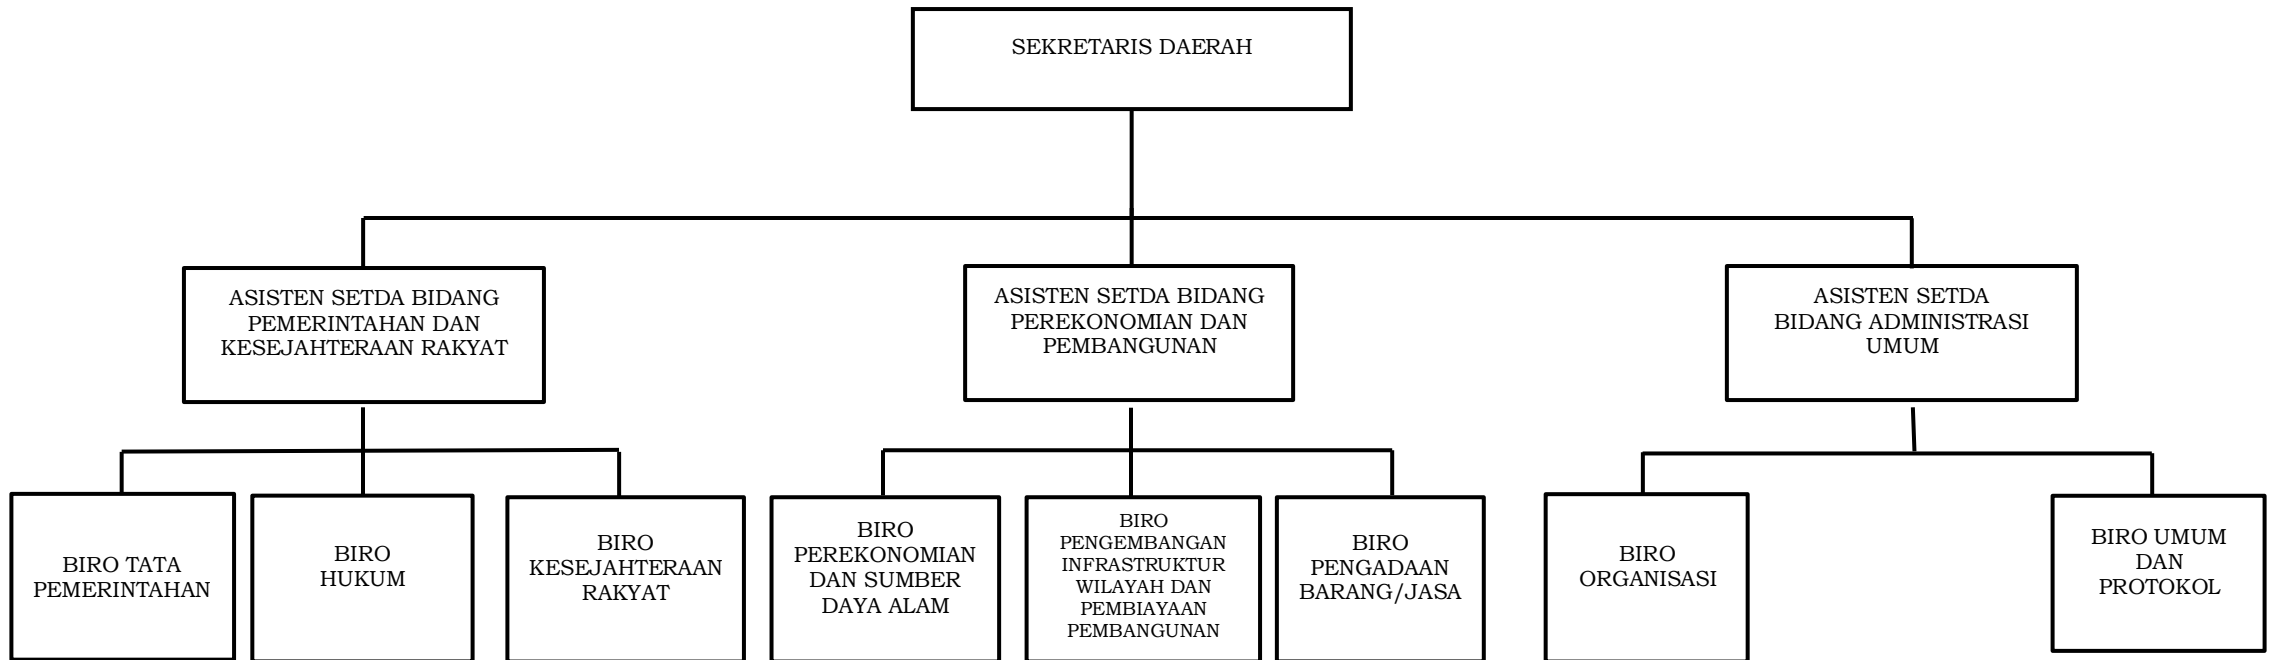 SEKRETARIS DAERAH
ASISTEN SETDA BIDANG
PEMERINTAHAN DAN
KESEJAHTERAAN RAKYAT
ASISTEN SETDA BIDANG
PEREKONOMIAN DAN
PEMBANGUNAN
ASISTEN SETDA
BIDANG ADMINISTRASI
UMUM
BIRO TATA
PEMERINTAHAN
BIRO
HUKUM
BIRO
KESEJAHTERAAN
RAKYAT
BIRO
PEREKONOMIAN
DAN SUMBER
DAYA ALAM
BIRO
PENGEMBANGAN
INFRASTRUKTUR
WILAYAH DAN
PEMBIAYAAN
PEMBANGUNAN
BIRO
PENGADAAN
BARANG/JASA
BIRO
ORGANISASI
BIRO UMUM
DAN
PROTOKOL